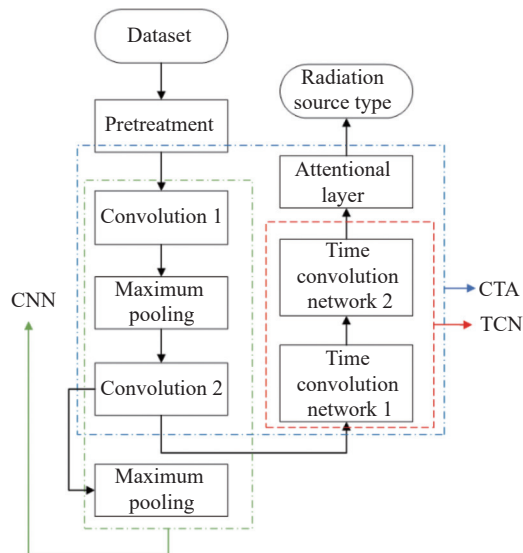 Dataset
Pretreatment
Convolution 1
Maximum
pooling
Convolution 2
Maximum
pooling
CNN
Radiation
source type
Attentional
layer
Time
convolution
network 2
Time
convolution
network 1
CTA
TCN